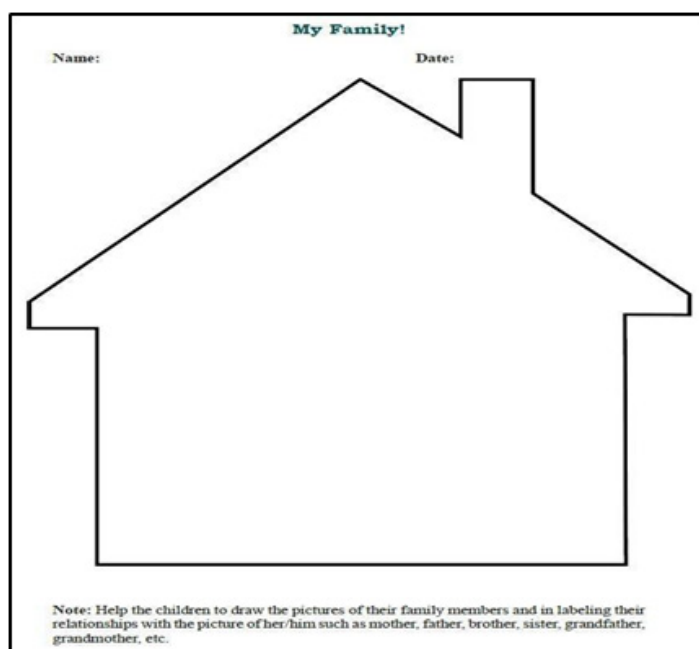 My Family!
Name: Date:
Note: Help the children to draw the pictures of their family members and in labeling their
relationships with the picture of her/him such as mother, father, brother, sister, grandfather,
grandmother, etc.